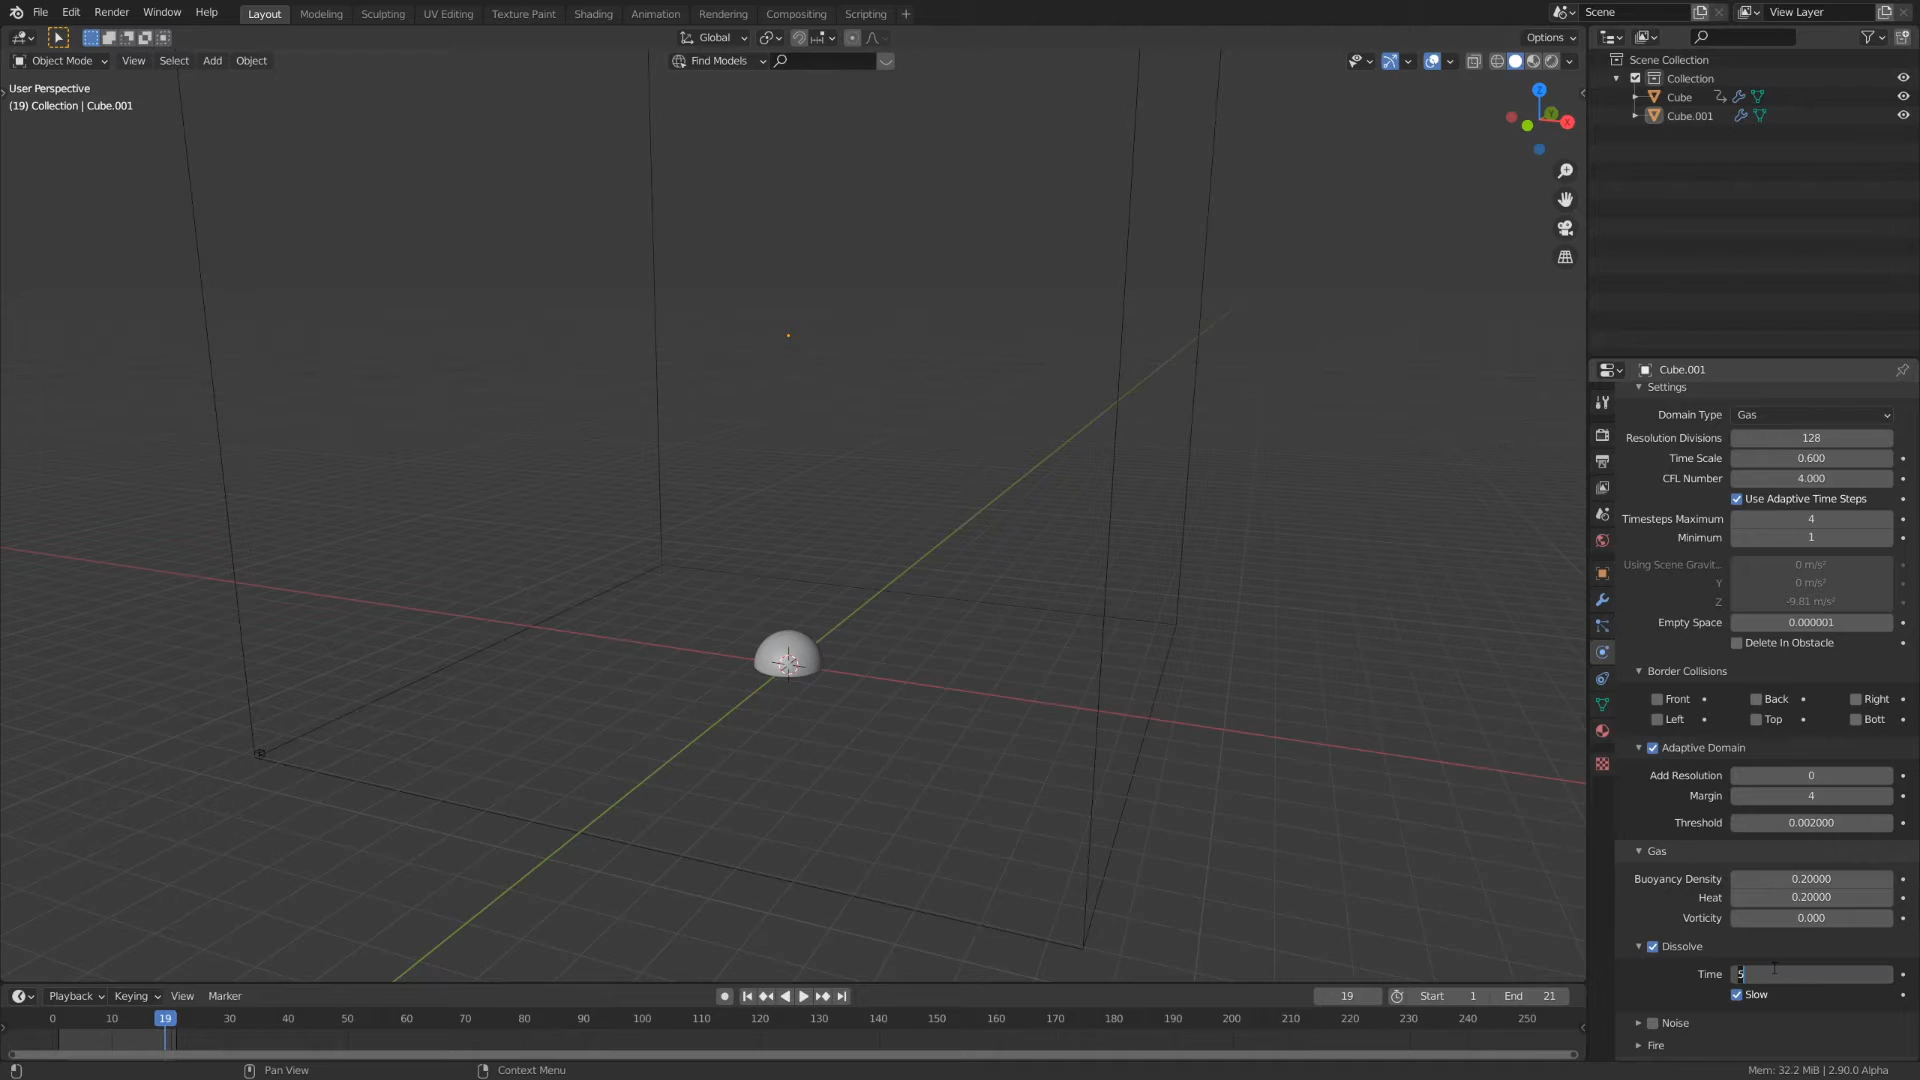 File Edit Render Window Help Layout Modeling Sculpting UV Editing Texture Paint Shading Animation Rendering Compositing Scripting + Scene View Layer
Global Options
Object Mode View Select Add Object Find Models
User Perspective
(19) Collection | Cube.001
Z
Y
X
Scene Collection
Collection
Cube
Cube.001
Cube.001
Settings
Domain Type Gas
Resolution Divisions 128
Time Scale 0.600
CFL Number 4.000
Use Adaptive Time Steps
Timesteps Maximum 4
Minimum 1
Using Scene Gravit... 0 m/s²
Y 0 m/s²
Z -9.81 m/s²
Empty Space 0.000001
Delete In Obstacle
Border Collisions
Front Back Right
Left Top Bott
Adaptive Domain
Add Resolution 0
Margin 4
Threshold 0.002000
Gas
Buoyancy Density 0.20000
Heat 0.20000
Vorticity 0.000
Dissolve
Time 5
Slow
Noise
Fire
Playback Keying View Marker 19 Start 1 End 21
0 10 19 30 40 50 60 70 80 90 100 110 120 130 140 150 160 170 180 190 200 210 220 230 240 250
Pan View Context Menu Mem: 32.2 MiB | 2.90.0 Alpha